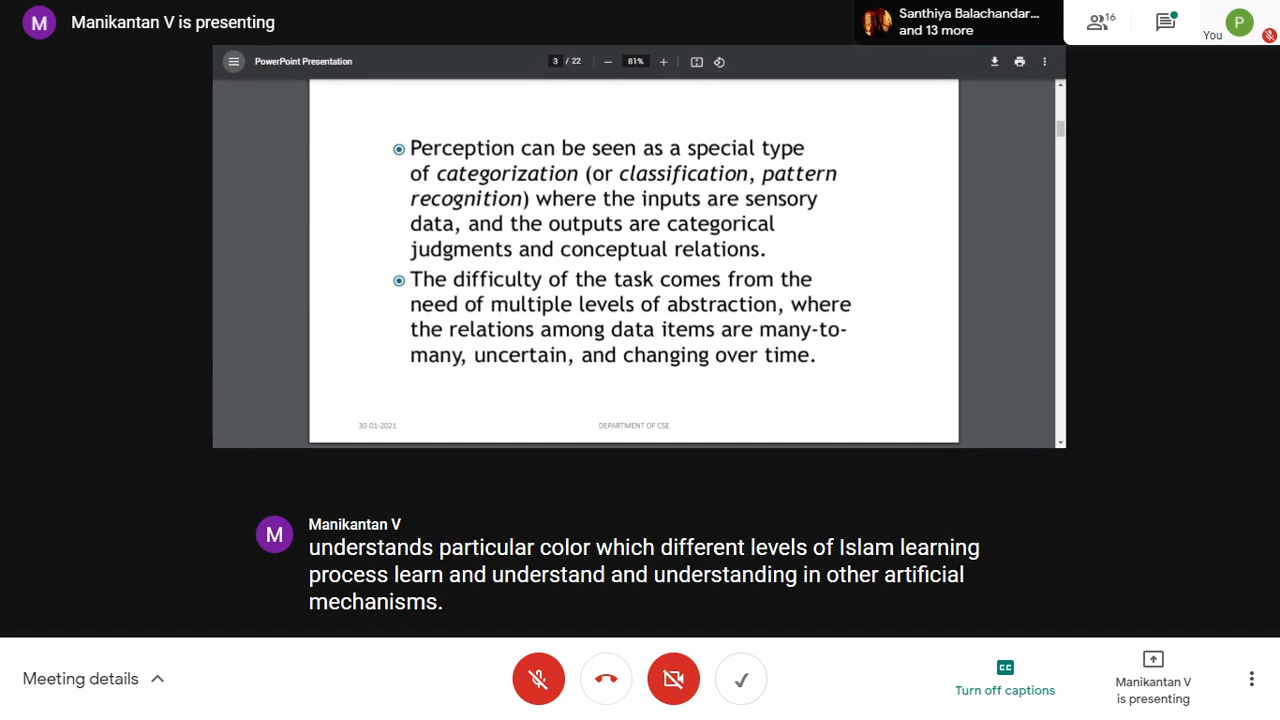 M
Manikantan V is presenting
Santhiya Balachandar...
and 13 more
16
You
P
PowerPoint Presentation
3 / 22
81%
Perception can be seen as a special type
of categorization (or classification, pattern
recognition) where the inputs are sensory
data, and the outputs are categorical
judgments and conceptual relations.
The difficulty of the task comes from the
need of multiple levels of abstraction, where
the relations among data items are many-to-
many, uncertain, and changing over time.
30-01-2021
DEPARTMENT OF CSE
M
Manikantan V
understands particular color which different levels of Islam learning
process learn and understand and understanding in other artificial
mechanisms.
Meeting details
CC
Turn off captions
Manikantan V
is presenting